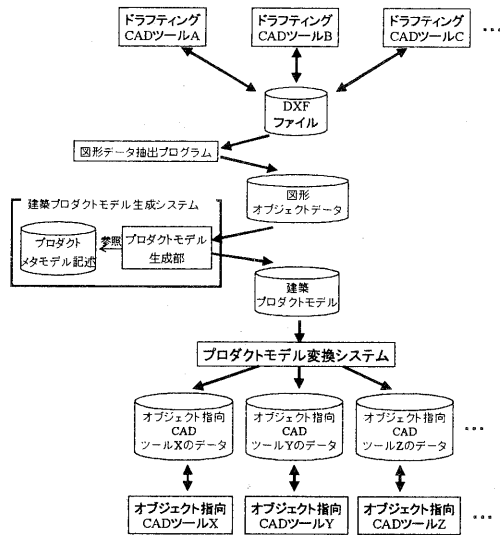 ドラフティング
CADツールA
ドラフティング
CADツールB
ドラフティング
CADツールC
…
DXF
ファイル
図形データ抽出プログラム
図形
オブジェクトデータ
建築プロダクトモデル生成システム
プロダクト
メタモデル記述
参照
プロダクトモデル
生成部
建築
プロダクトモデル
プロダクトモデル変換システム
オブジェクト指向
CAD
ツールXのデータ
オブジェクト指向
CAD
ツールYのデータ
オブジェクト指向
CAD
ツールZのデータ
…
オブジェクト指向
CADツールX
オブジェクト指向
CADツールY
オブジェクト指向
CADツールZ
…